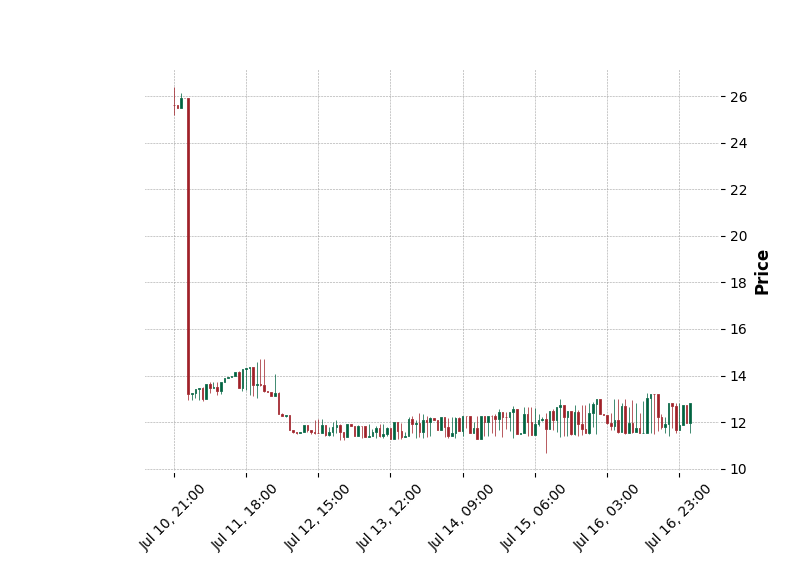 26
24
22
20
18
16
14
12
10
Price
Jul 10, 21:00
Jul 11, 18:00
Jul 12, 15:00
Jul 13, 12:00
Jul 14, 09:00
Jul 15, 06:00
Jul 16, 03:00
Jul 16, 23:00